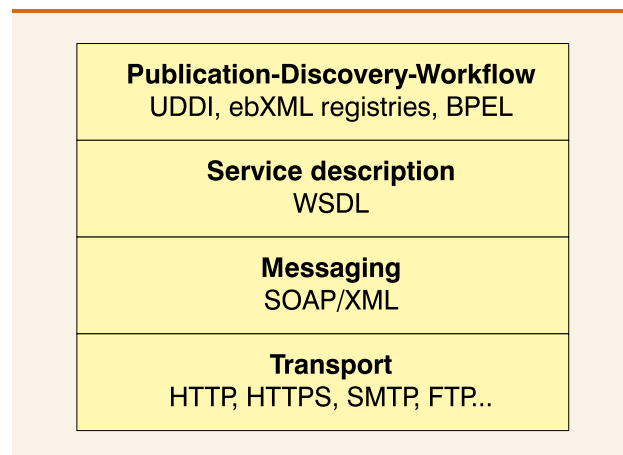 Publication-Discovery-Workflow
UDDI, ebXML registries, BPEL
Service description
WSDL
Messaging
SOAP/XML
Transport
HTTP, HTTPS, SMTP, FTP...